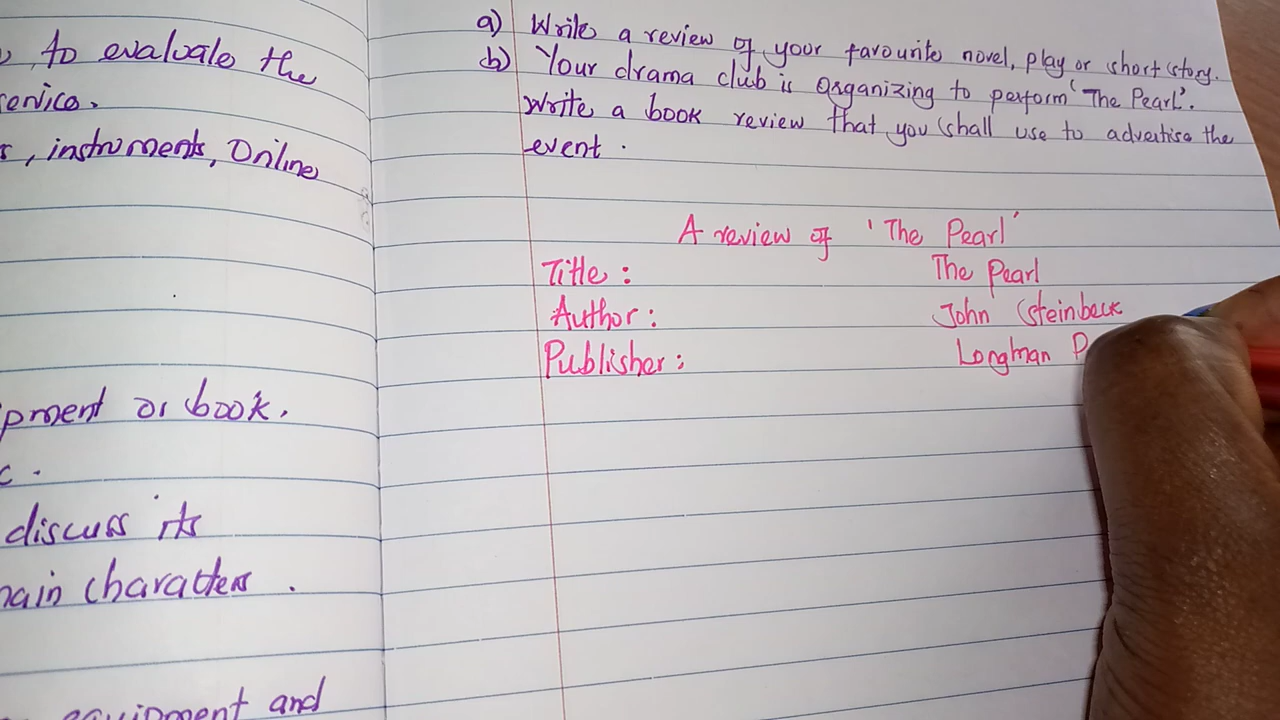 , to evaluate the
service.
, instruments, Online
pment or book.
c.
discuss its
main characters.
equipment and
a) Write a review of your favourite novel, play or short story.
b) Your drama club is organizing to perform 'The Pearl'.
Write a book review that you shall use to advertise the
event.
A review of 'The Pearl'
Title: The Pearl
Author: John Steinbeck
Publisher: Longman P